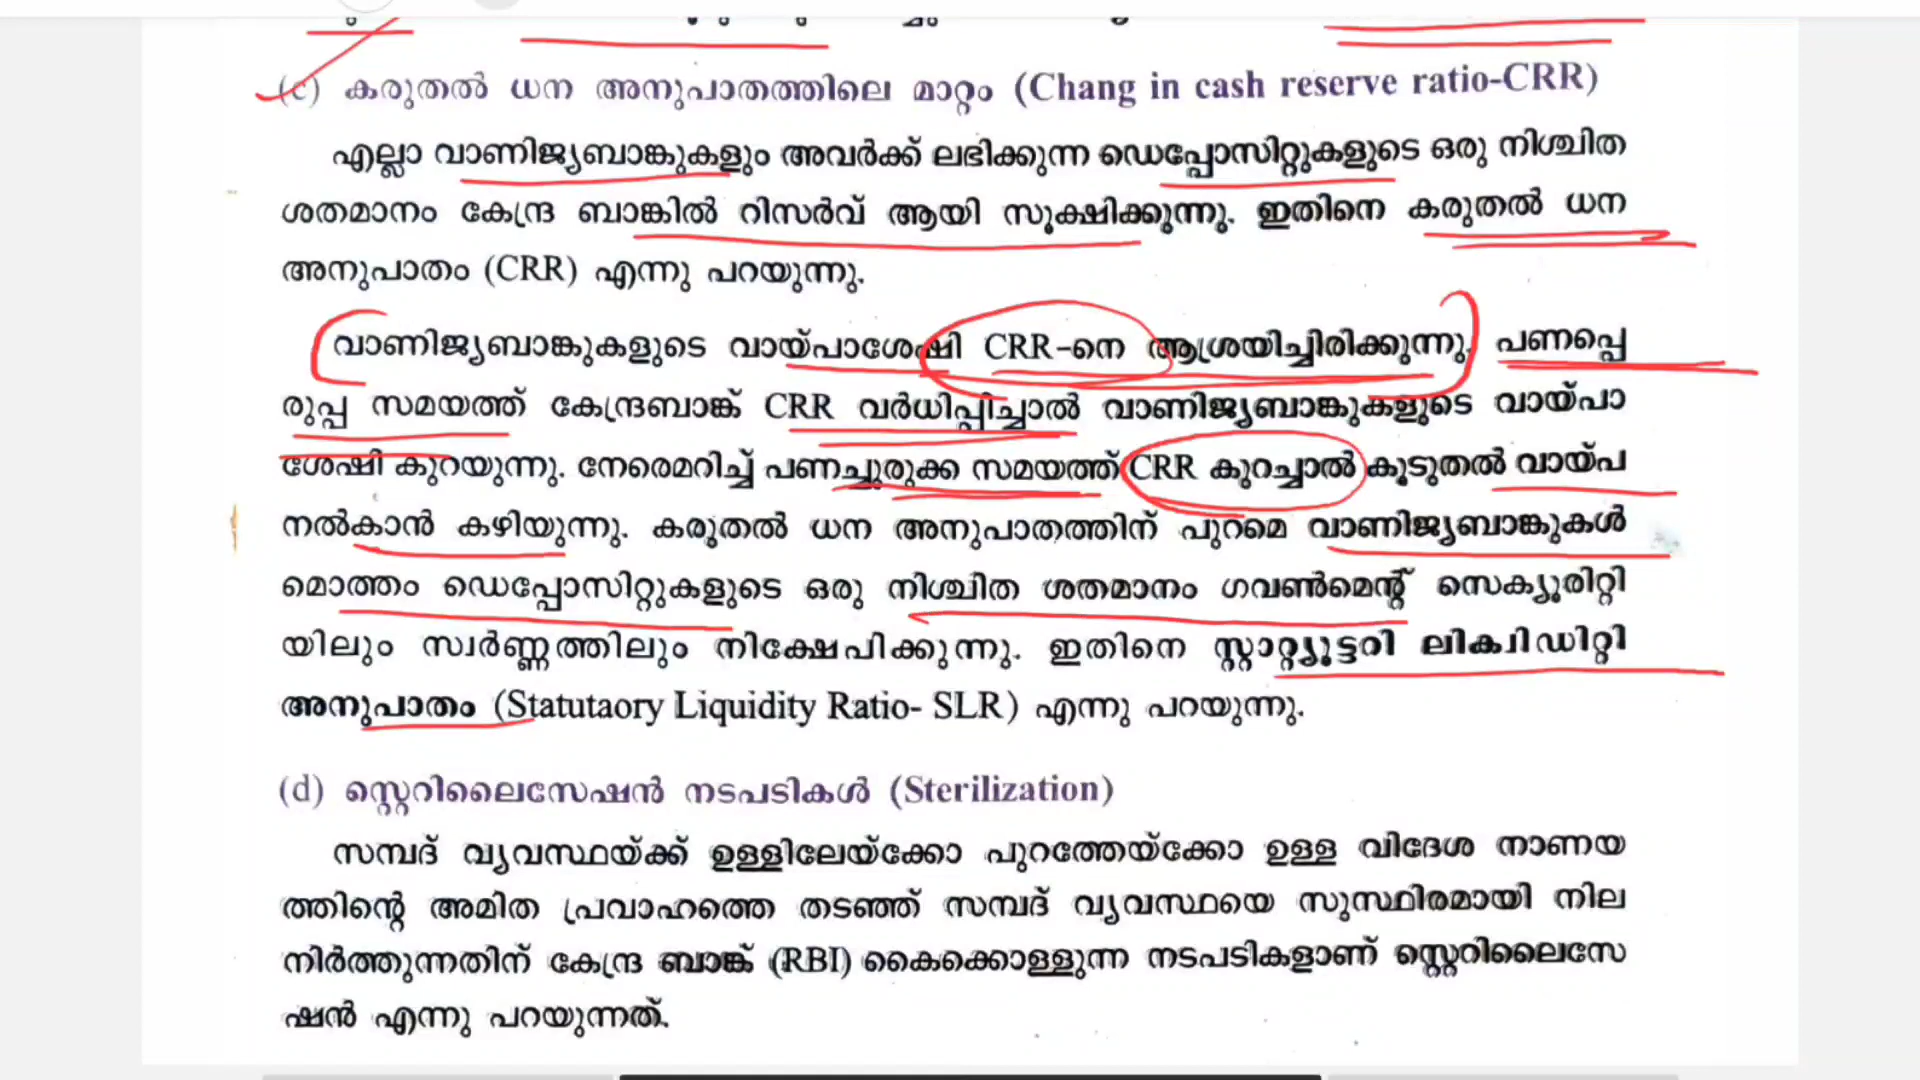 (c) കരുതൽ ധന അനുപാതത്തിലെ മാറ്റം (Chang in cash reserve ratio-CRR)
എല്ലാ വാണിജ്യബാങ്കുകളും അവർക്ക് ലഭിക്കുന്ന ഡെപ്പോസിറ്റുകളുടെ ഒരു നിശ്ചിത
ശതമാനം കേന്ദ്ര ബാങ്കിൽ റിസർവ് ആയി സൂക്ഷിക്കുന്നു. ഇതിനെ കരുതൽ ധന
അനുപാതം (CRR) എന്നു പറയുന്നു.
വാണിജ്യബാങ്കുകളുടെ വായ്പാശേഷി CRR-നെ ആശ്രയിച്ചിരിക്കുന്നു. പണപ്പെ
രുപ്പ സമയത്ത് കേന്ദ്രബാങ്ക് CRR വർധിപ്പിച്ചാൽ വാണിജ്യബാങ്കുകളുടെ വായ്പാ
ശേഷി കുറയുന്നു. നേരെമറിച്ച് പണച്ചുരുക്ക സമയത്ത് CRR കുറച്ചാൽ കൂടുതൽ വായ്പ
നൽകാൻ കഴിയുന്നു. കരുതൽ ധന അനുപാതത്തിന് പുറമെ വാണിജ്യബാങ്കുകൾ
മൊത്തം ഡെപ്പോസിറ്റുകളുടെ ഒരു നിശ്ചിത ശതമാനം ഗവൺമെന്റ് സെക്യൂരിറ്റി
യിലും സ്വർണ്ണത്തിലും നിക്ഷേപിക്കുന്നു. ഇതിനെ സ്റ്റാറ്റ്യൂട്ടറി ലിക്വിഡിറ്റി
അനുപാതം (Statutaory Liquidity Ratio- SLR) എന്നു പറയുന്നു.
(d) സ്റ്റെറിലൈസേഷൻ നടപടികൾ (Sterilization)
സമ്പദ് വ്യവസ്ഥയ്ക്ക് ഉള്ളിലേയ്ക്കോ പുറത്തേയ്ക്കോ ഉള്ള വിദേശ നാണയ
ത്തിന്റെ അമിത പ്രവാഹത്തെ തടഞ്ഞ് സമ്പദ് വ്യവസ്ഥയെ സുസ്ഥിരമായി നില
നിർത്തുന്നതിന് കേന്ദ്ര ബാങ്ക് (RBI) കൈക്കൊള്ളുന്ന നടപടികളാണ് സ്റ്റെറിലൈസേ
ഷൻ എന്നു പറയുന്നത്.